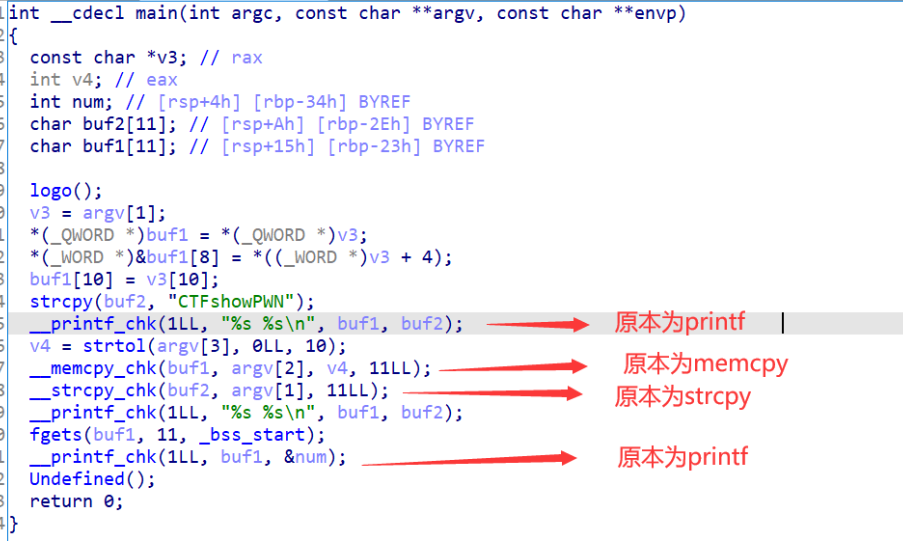 int __cdecl main(int argc, const char **argv, const char **envp)
{
const char *v3; // rax
int v4; // eax
int num; // [rsp+4h] [rbp-34h] BYREF
char buf2[11]; // [rsp+Ah] [rbp-2Eh] BYREF
char buf1[11]; // [rsp+15h] [rbp-23h] BYREF
logo();
v3 = argv[1];
*(_QWORD *)buf1 = *(_QWORD *)v3;
*(_WORD *)&buf1[8] = *((_WORD *)v3 + 4);
buf1[10] = v3[10];
strcpy(buf2, "CTFshowPWN");
__printf_chk(1LL, "%s %s\n", buf1, buf2); 原本为printf
v4 = strtol(argv[3], 0LL, 10);
__memcpy_chk(buf1, argv[2], v4, 11LL); 原本为memcpy
__strcpy_chk(buf2, argv[1], 11LL); 原本为strcpy
__printf_chk(1LL, "%s %s\n", buf1, buf2);
fgets(buf1, 11, _bss_start);
__printf_chk(1LL, buf1, &num); 原本为printf
Undefined();
return 0;
}